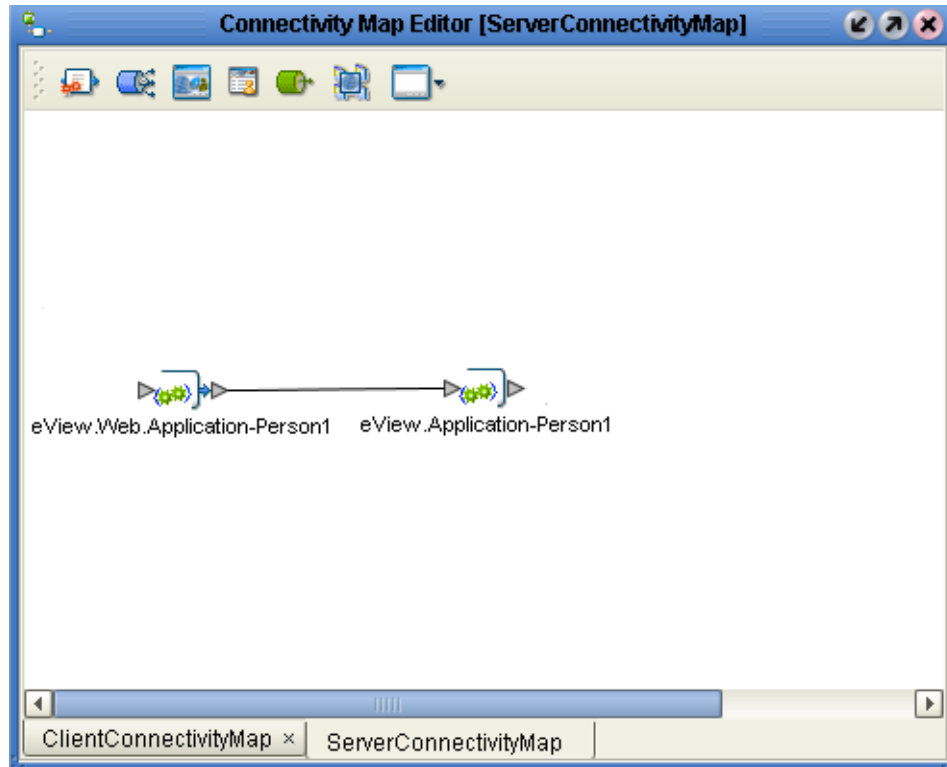 Connectivity Map Editor [ServerConnectivityMap]
eView.Web.Application-Person1
eView.Application-Person1
ClientConnectivityMap ×
ServerConnectivityMap